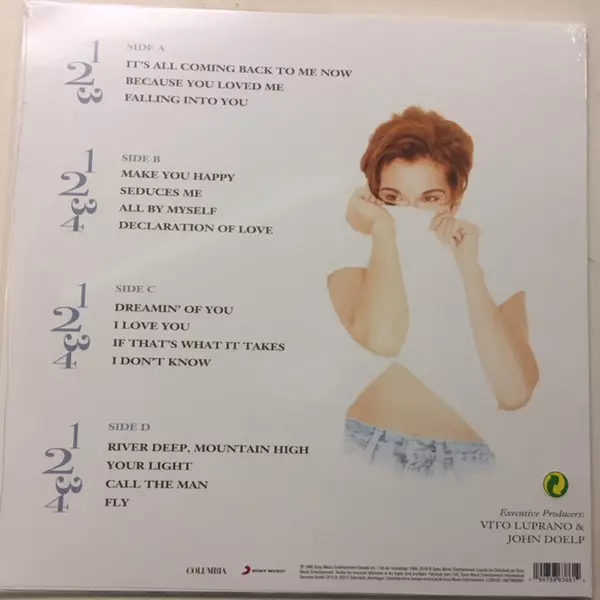 SIDE A
1 IT'S ALL COMING BACK TO ME NOW
2 BECAUSE YOU LOVED ME
3 FALLING INTO YOU
SIDE B
1 MAKE YOU HAPPY
2 SEDUCES ME
3 ALL BY MYSELF
4 DECLARATION OF LOVE
SIDE C
1 DREAMIN' OF YOU
2 I LOVE YOU
3 IF THAT'S WHAT IT TAKES
4 I DON'T KNOW
SIDE D
1 RIVER DEEP, MOUNTAIN HIGH
2 YOUR LIGHT
3 CALL THE MAN
4 FLY
Executive Producers:
VITO LUPRANO &
JOHN DOELP
COLUMBIA
SONY MUSIC